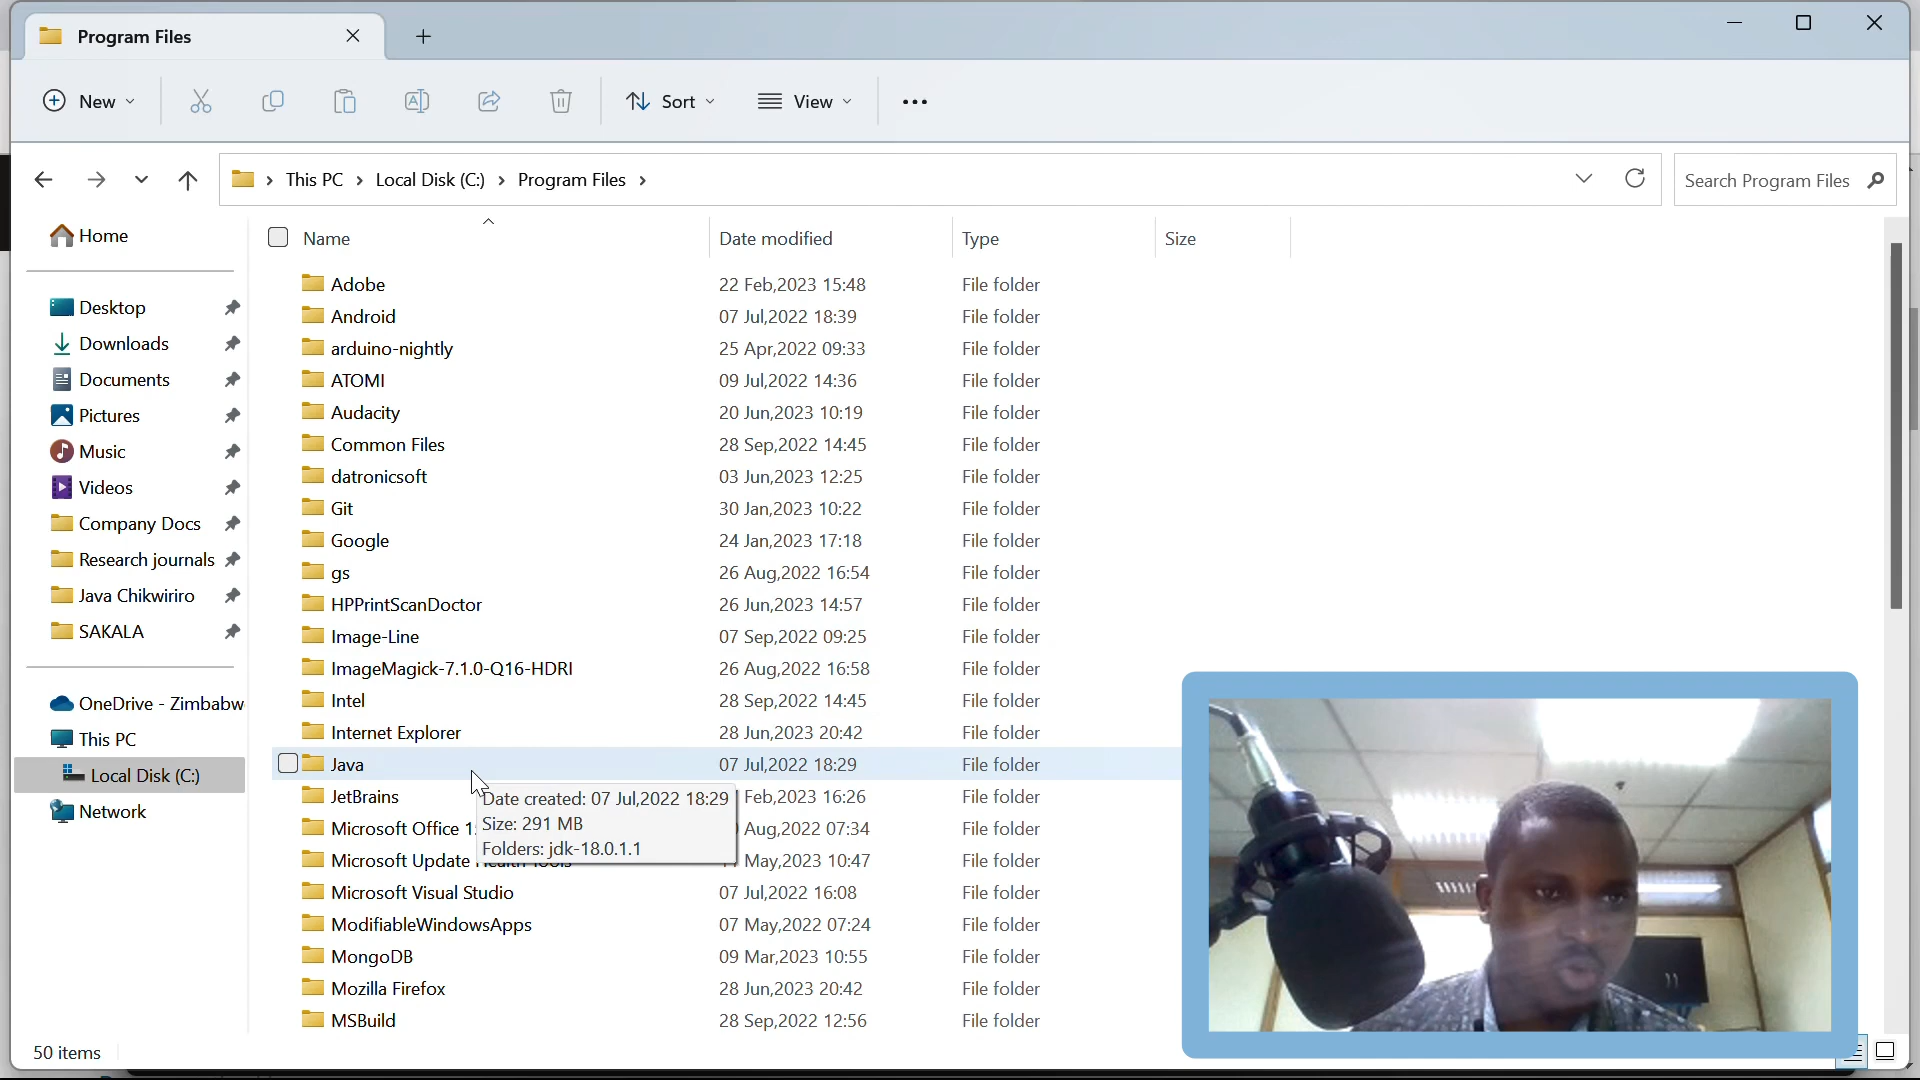 Program Files
New
Sort
View
This PC > Local Disk (C:) > Program Files >
Search Program Files
Home
Desktop
Downloads
Documents
Pictures
Music
Videos
Company Docs
Research journals
Java Chikwiriro
SAKALA
OneDrive - Zimbabw
This PC
Local Disk (C:)
Network
Name Date modified Type Size
Adobe 22 Feb,2023 15:48 File folder
Android 07 Jul,2022 18:39 File folder
arduino-nightly 25 Apr,2022 09:33 File folder
ATOMI 09 Jul,2022 14:36 File folder
Audacity 20 Jun,2023 10:19 File folder
Common Files 28 Sep,2022 14:45 File folder
datronicsoft 03 Jun,2023 12:25 File folder
Git 30 Jan,2023 10:22 File folder
Google 24 Jan,2023 17:18 File folder
gs 26 Aug,2022 16:54 File folder
HPPrintScanDoctor 26 Jun,2023 14:57 File folder
Image-Line 07 Sep,2022 09:25 File folder
ImageMagick-7.1.0-Q16-HDRI 26 Aug,2022 16:58 File folder
Intel 28 Sep,2022 14:45 File folder
Internet Explorer 28 Jun,2023 20:42 File folder
Java 07 Jul,2022 18:29 File folder
JetBrains Feb,2023 16:26 File folder
Microsoft Office Aug,2022 07:34 File folder
Microsoft Update May,2023 10:47 File folder
Microsoft Visual Studio 07 Jul,2022 16:08 File folder
ModifiableWindowsApps 07 May,2022 07:24 File folder
MongoDB 09 Mar,2023 10:55 File folder
Mozilla Firefox 28 Jun,2023 20:42 File folder
MSBuild 28 Sep,2022 12:56 File folder
Date created: 07 Jul,2022 18:29
Size: 291 MB
Folders: jdk-18.0.1.1
50 items